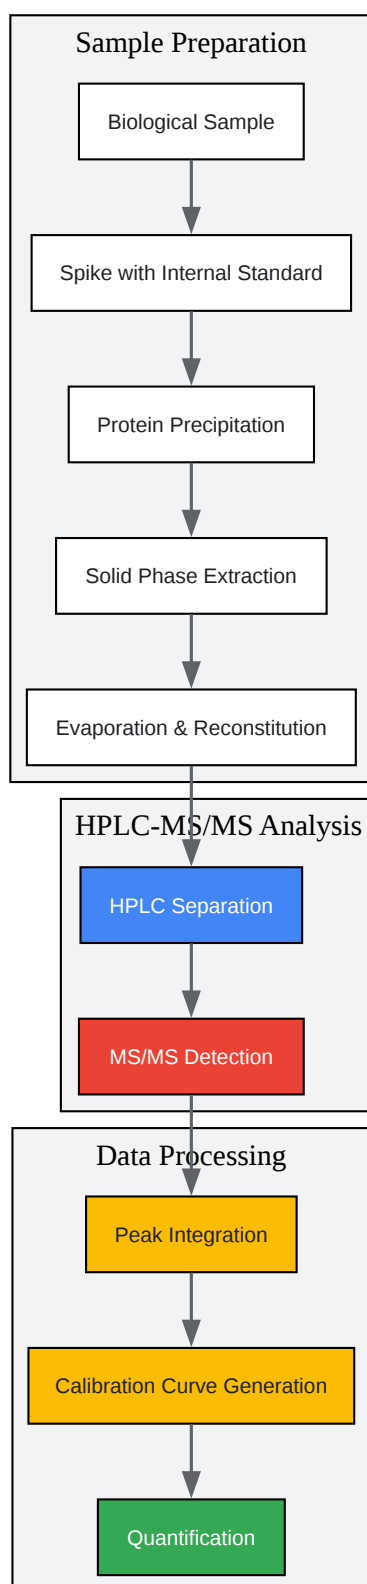 Sample Preparation
Biological Sample
Spike with Internal Standard
Protein Precipitation
Solid Phase Extraction
Evaporation & Reconstitution
HPLC-MS/MS Analysis
HPLC Separation
MS/MS Detection
Data Processing
Peak Integration
Calibration Curve Generation
Quantification